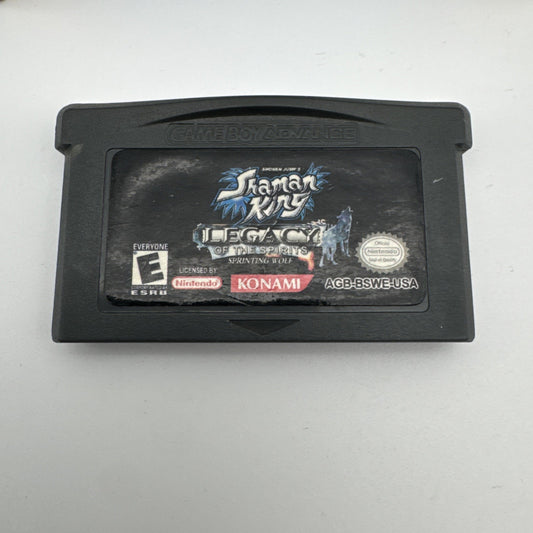 GAME BOY ADVANCE
SHONEN JUMP'S
Shaman
King
LEGACY
OF THE SPIRITS
SPRINTING WOLF
EVERYONE
E
ESRB
LICENSED BY
Nintendo
KONAMI
Official
Nintendo
Seal of Quality
AGB-BSWE-USA